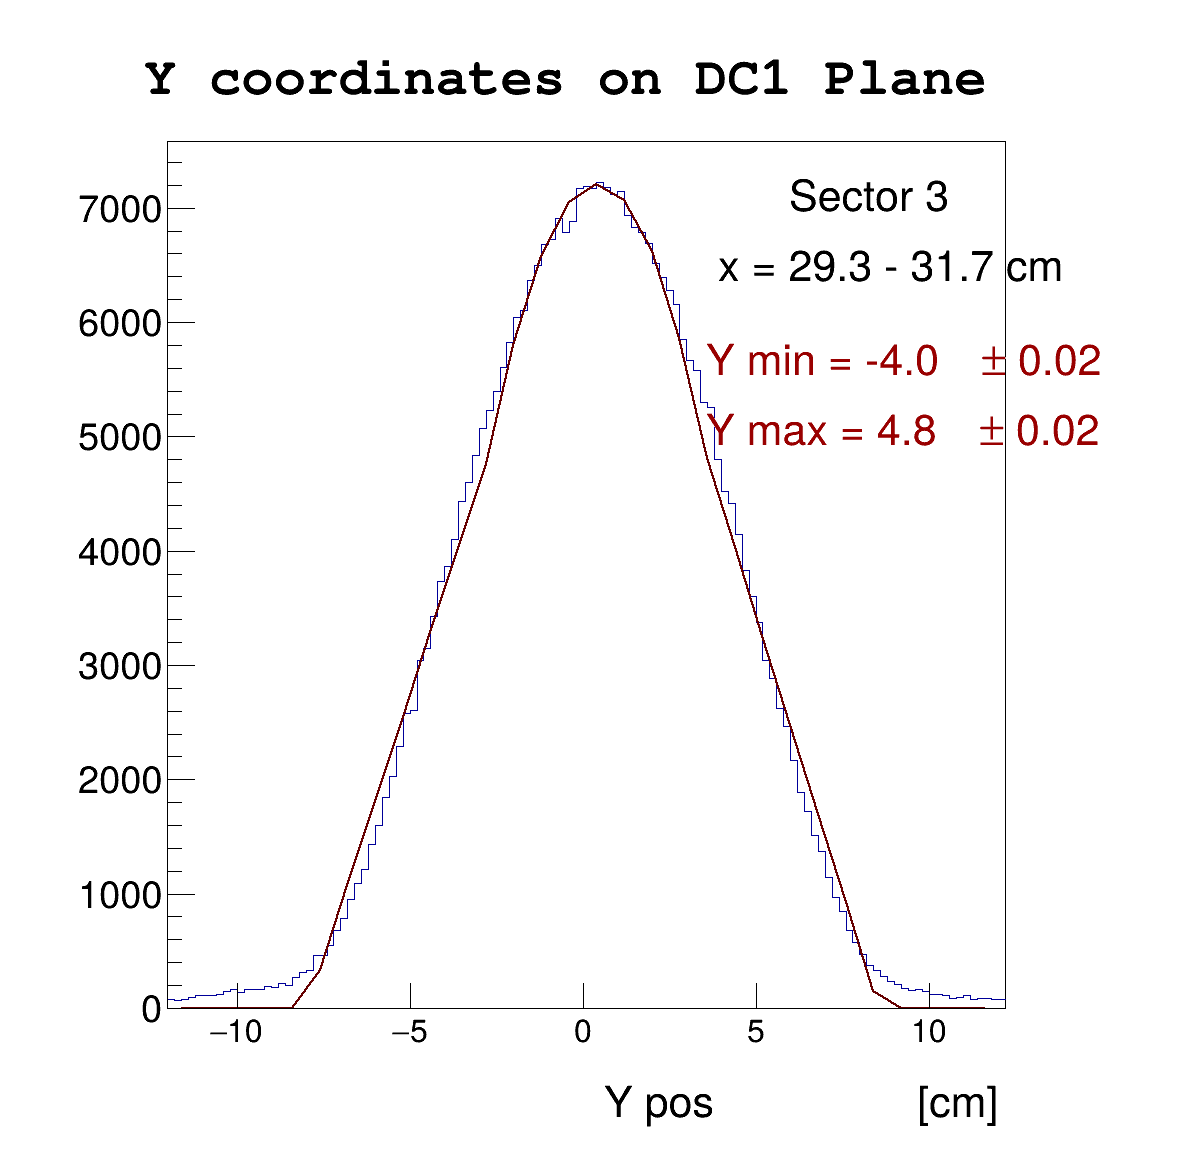 Y coordinates on DC1 Plane
Sector 3
x = 29.3 - 31.7 cm
Y min = -4.0 ± 0.02
Y max = 4.8 ± 0.02
7000
6000
5000
4000
3000
2000
1000
0
−10 −5 0 5 10
Y pos [cm]